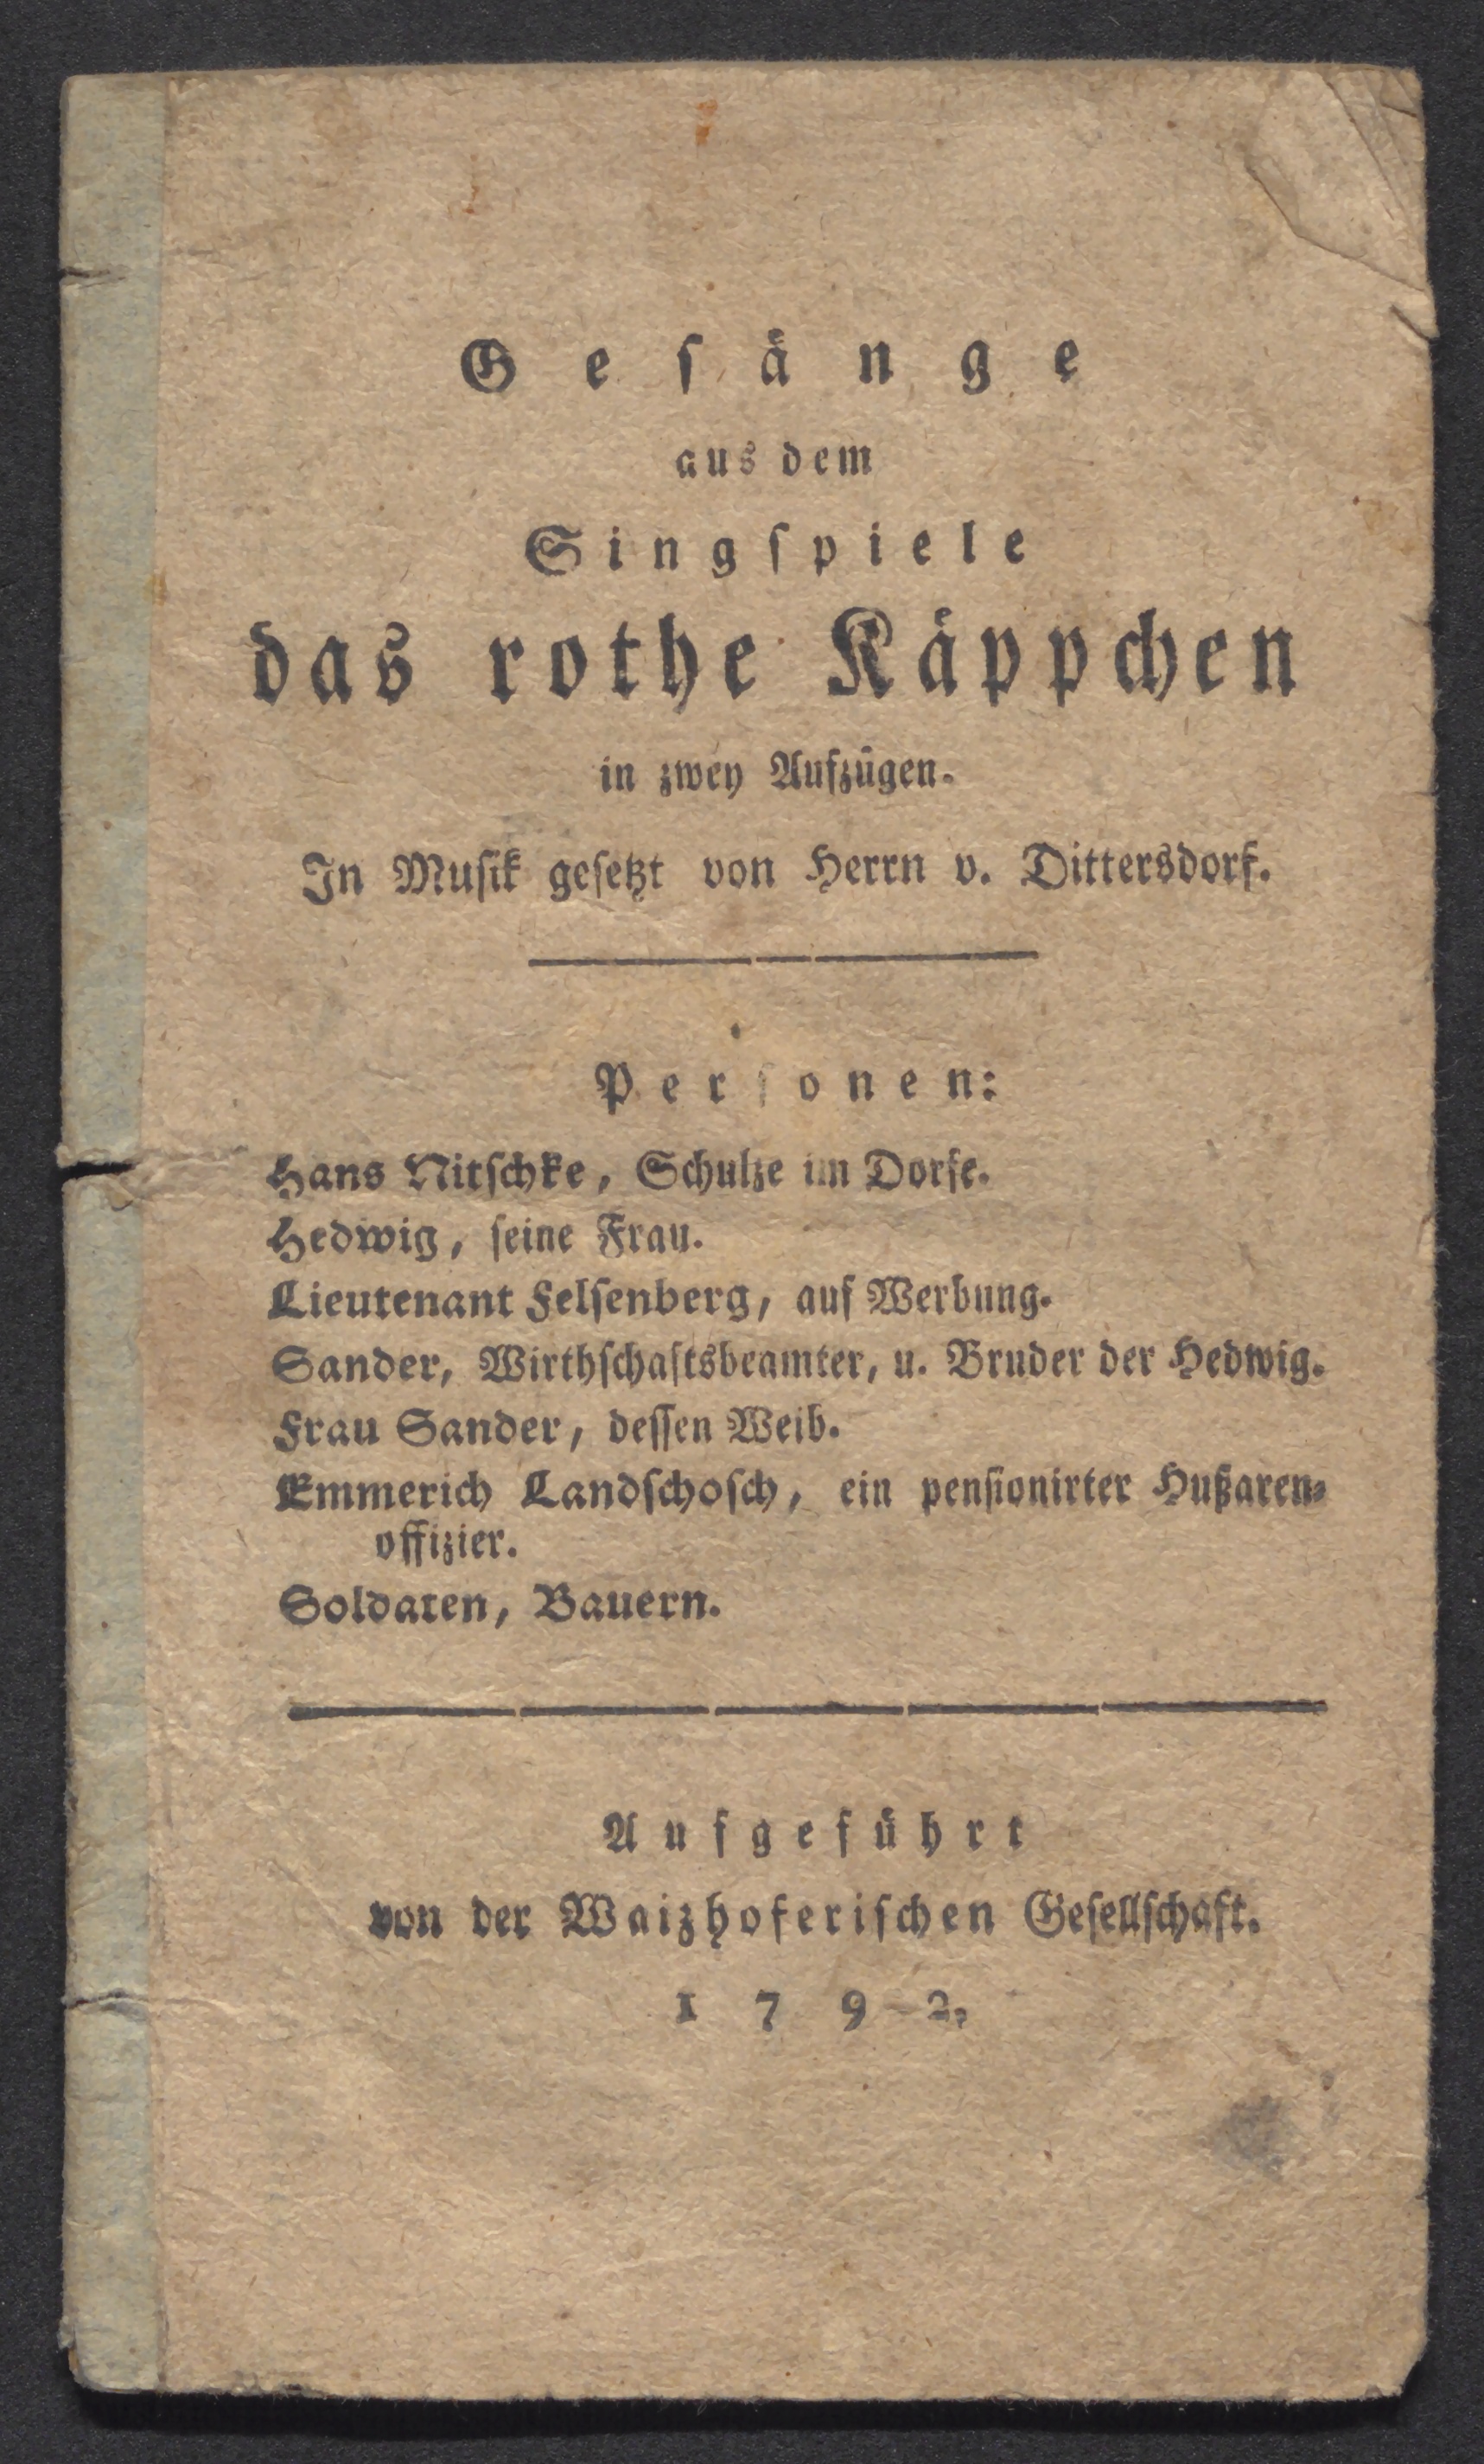 Geſänge
aus dem
Singſpiele
das rothe Käppchen
in zwey Aufzügen.
In Muſik geſetzt von Herrn v. Dittersdorf.
Perſonen:
Hans Nitſchke, Schulze im Dorfe.
Hedwig, ſeine Frau.
Lieutenant Felſenberg, auf Werbung.
Sander, Wirthſchaftsbeamter, u. Bruder der Hedwig.
Frau Sander, deſſen Weib.
Emmerich Landſchoſch, ein penſionirter Hußaren-
offizier.
Soldaten, Bauern.
Aufgeführt
von der Waizhoferiſchen Geſellſchaft.
1792.